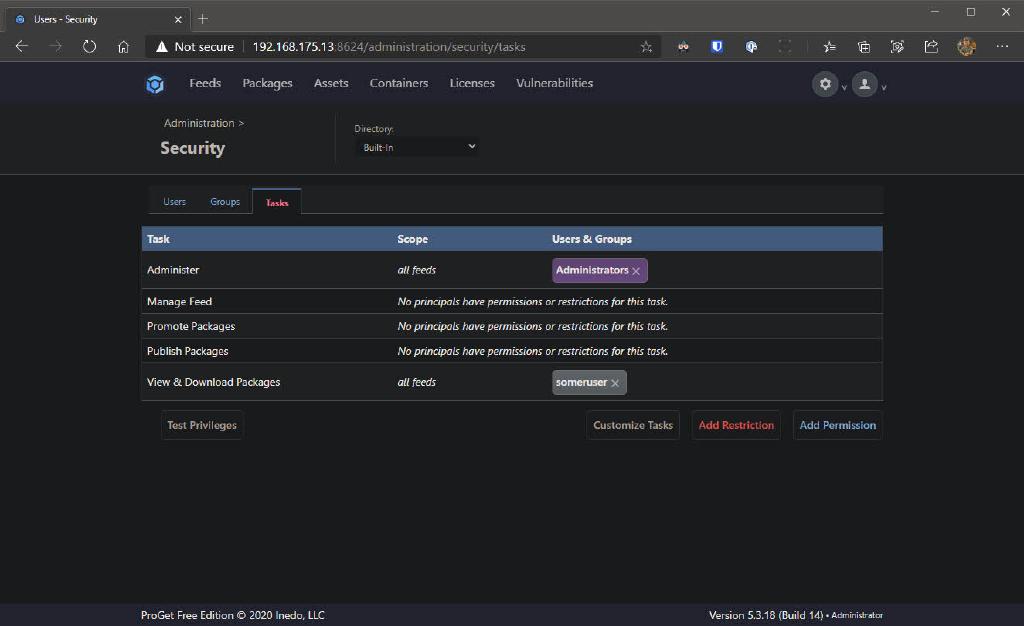 Users - Security
Not secure 192.168.175.13:8624/administration/security/tasks
Feeds Packages Assets Containers Licenses Vulnerabilities
Administration >
Security
Directory:
Built-In
Users Groups Tasks
Task Scope Users & Groups
Administer all feeds Administrators
Manage Feed No principals have permissions or restrictions for this task.
Promote Packages No principals have permissions or restrictions for this task.
Publish Packages No principals have permissions or restrictions for this task.
View & Download Packages all feeds someruser
Test Privileges Customize Tasks Add Restriction Add Permission
ProGet Free Edition © 2020 Inedo, LLC Version 5.3.18 (Build 14) • Administrator